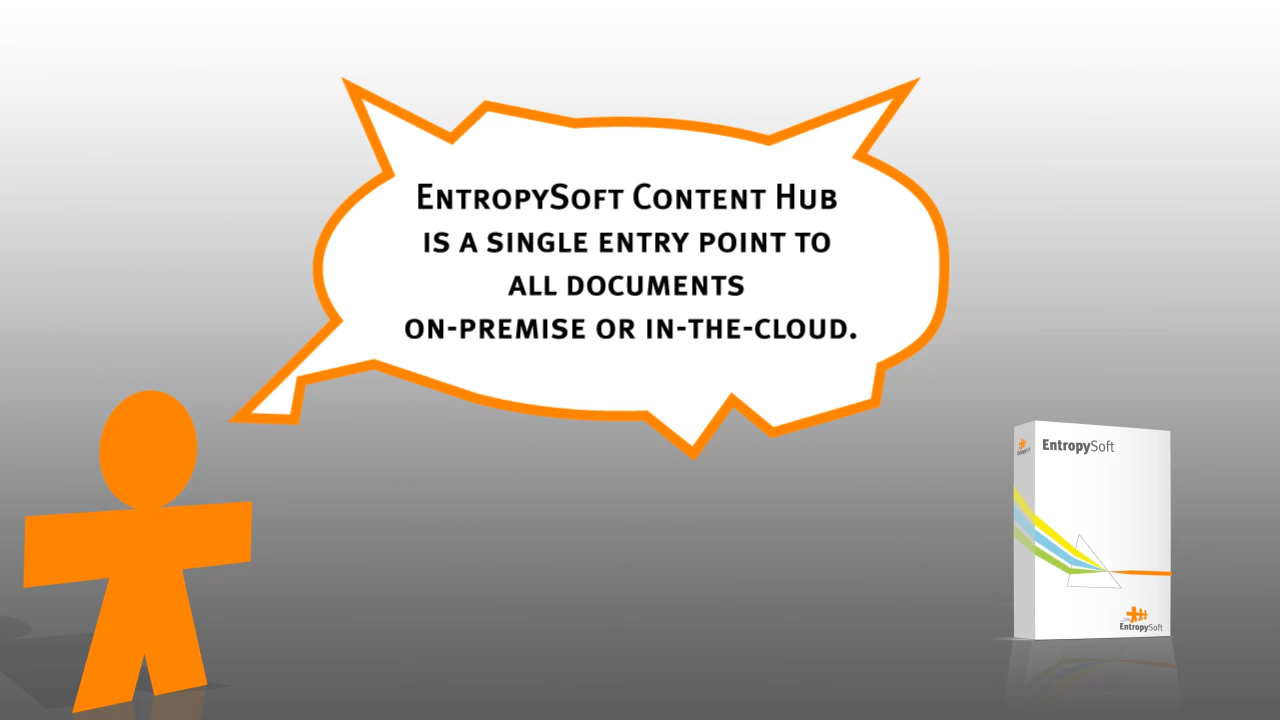 EntropySoft Content Hub
is a single entry point to
all documents
on-premise or in-the-cloud.
EntropySoft
EntropySoft